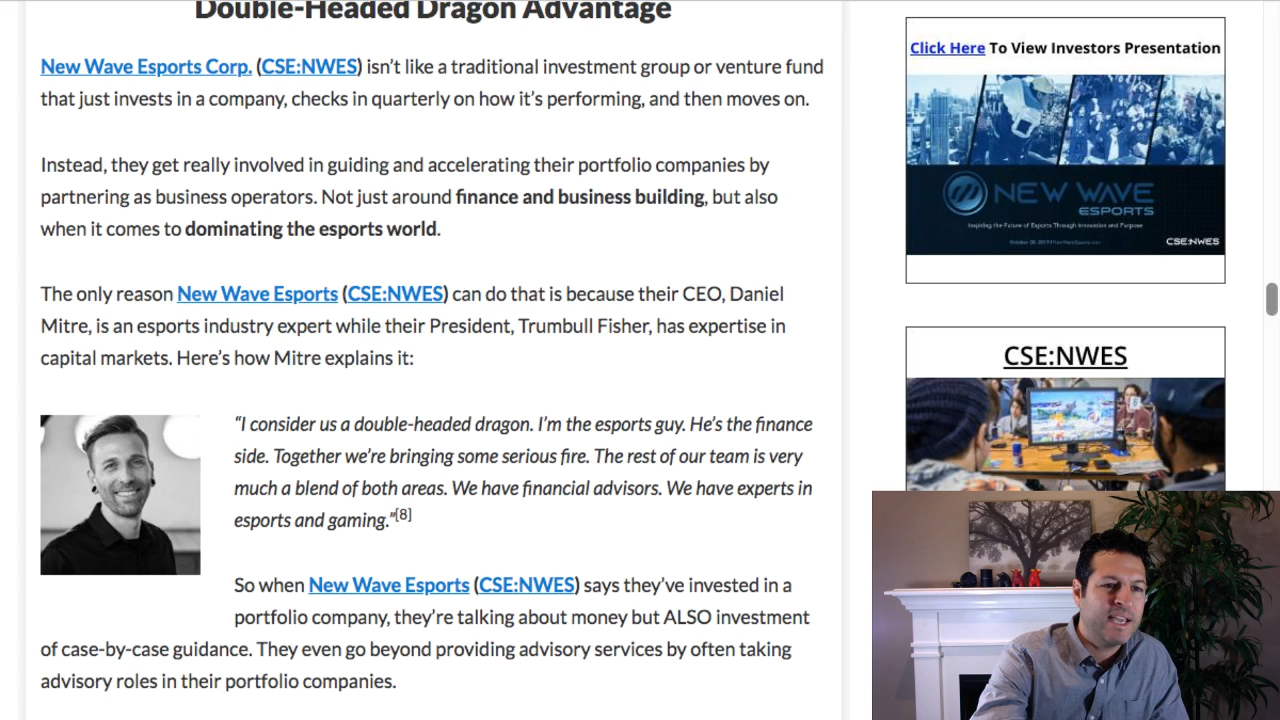 Double-Headed Dragon Advantage
New Wave Esports Corp. (CSE:NWES) isn’t like a traditional investment group or venture fund
that just invests in a company, checks in quarterly on how it’s performing, and then moves on.
Instead, they get really involved in guiding and accelerating their portfolio companies by
partnering as business operators. Not just around finance and business building, but also
when it comes to dominating the esports world.
The only reason New Wave Esports (CSE:NWES) can do that is because their CEO, Daniel
Mitre, is an esports industry expert while their President, Trumbull Fisher, has expertise in
capital markets. Here’s how Mitre explains it:
“I consider us a double-headed dragon. I’m the esports guy. He’s the finance
side. Together we’re bringing some serious fire. The rest of our team is very
much a blend of both areas. We have financial advisors. We have experts in
esports and gaming.”[8]
So when New Wave Esports (CSE:NWES) says they’ve invested in a
portfolio company, they’re talking about money but ALSO investment
of case-by-case guidance. They even go beyond providing advisory services by often taking
advisory roles in their portfolio companies.
Click Here To View Investors Presentation
NEW WAVE
ESPORTS
Inspiring the Future of Esports Through Innovation and Purpose
CSE:NWES
CSE:NWES